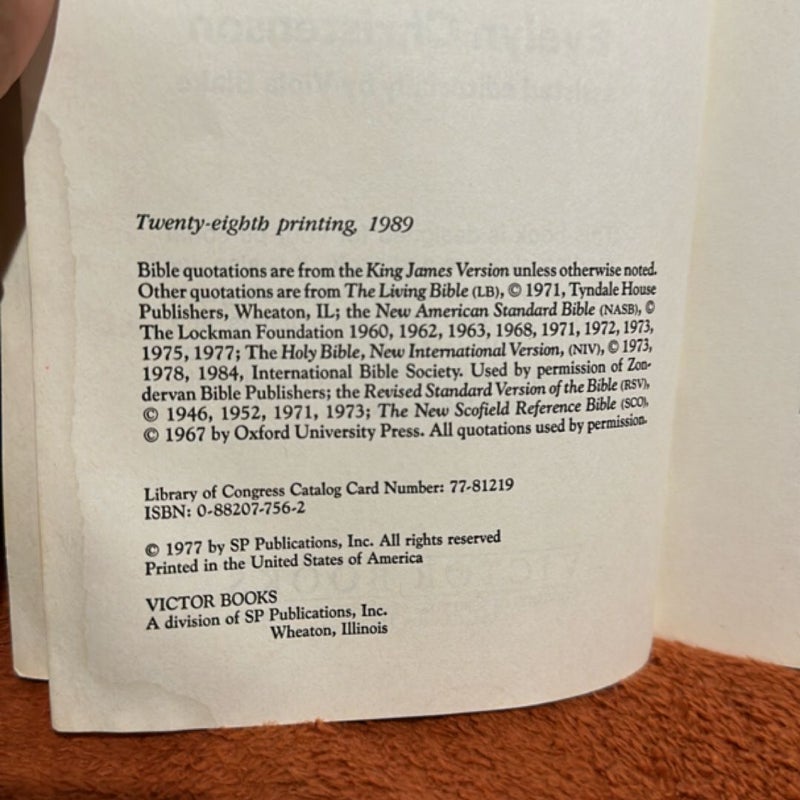 Twenty-eighth printing, 1989
Bible quotations are from the King James Version unless otherwise noted.
Other quotations are from The Living Bible (LB), © 1971, Tyndale House
Publishers, Wheaton, IL; the New American Standard Bible (NASB), ©
The Lockman Foundation 1960, 1962, 1963, 1968, 1971, 1972, 1973,
1975, 1977; The Holy Bible, New International Version, (NIV), © 1973,
1978, 1984, International Bible Society. Used by permission of Zon-
dervan Bible Publishers; the Revised Standard Version of the Bible (RSV),
© 1946, 1952, 1971, 1973; The New Scofield Reference Bible (SCO),
© 1967 by Oxford University Press. All quotations used by permission.
Library of Congress Catalog Card Number: 77-81219
ISBN: 0-88207-756-2
© 1977 by SP Publications, Inc. All rights reserved
Printed in the United States of America
VICTOR BOOKS
A division of SP Publications, Inc.
Wheaton, Illinois